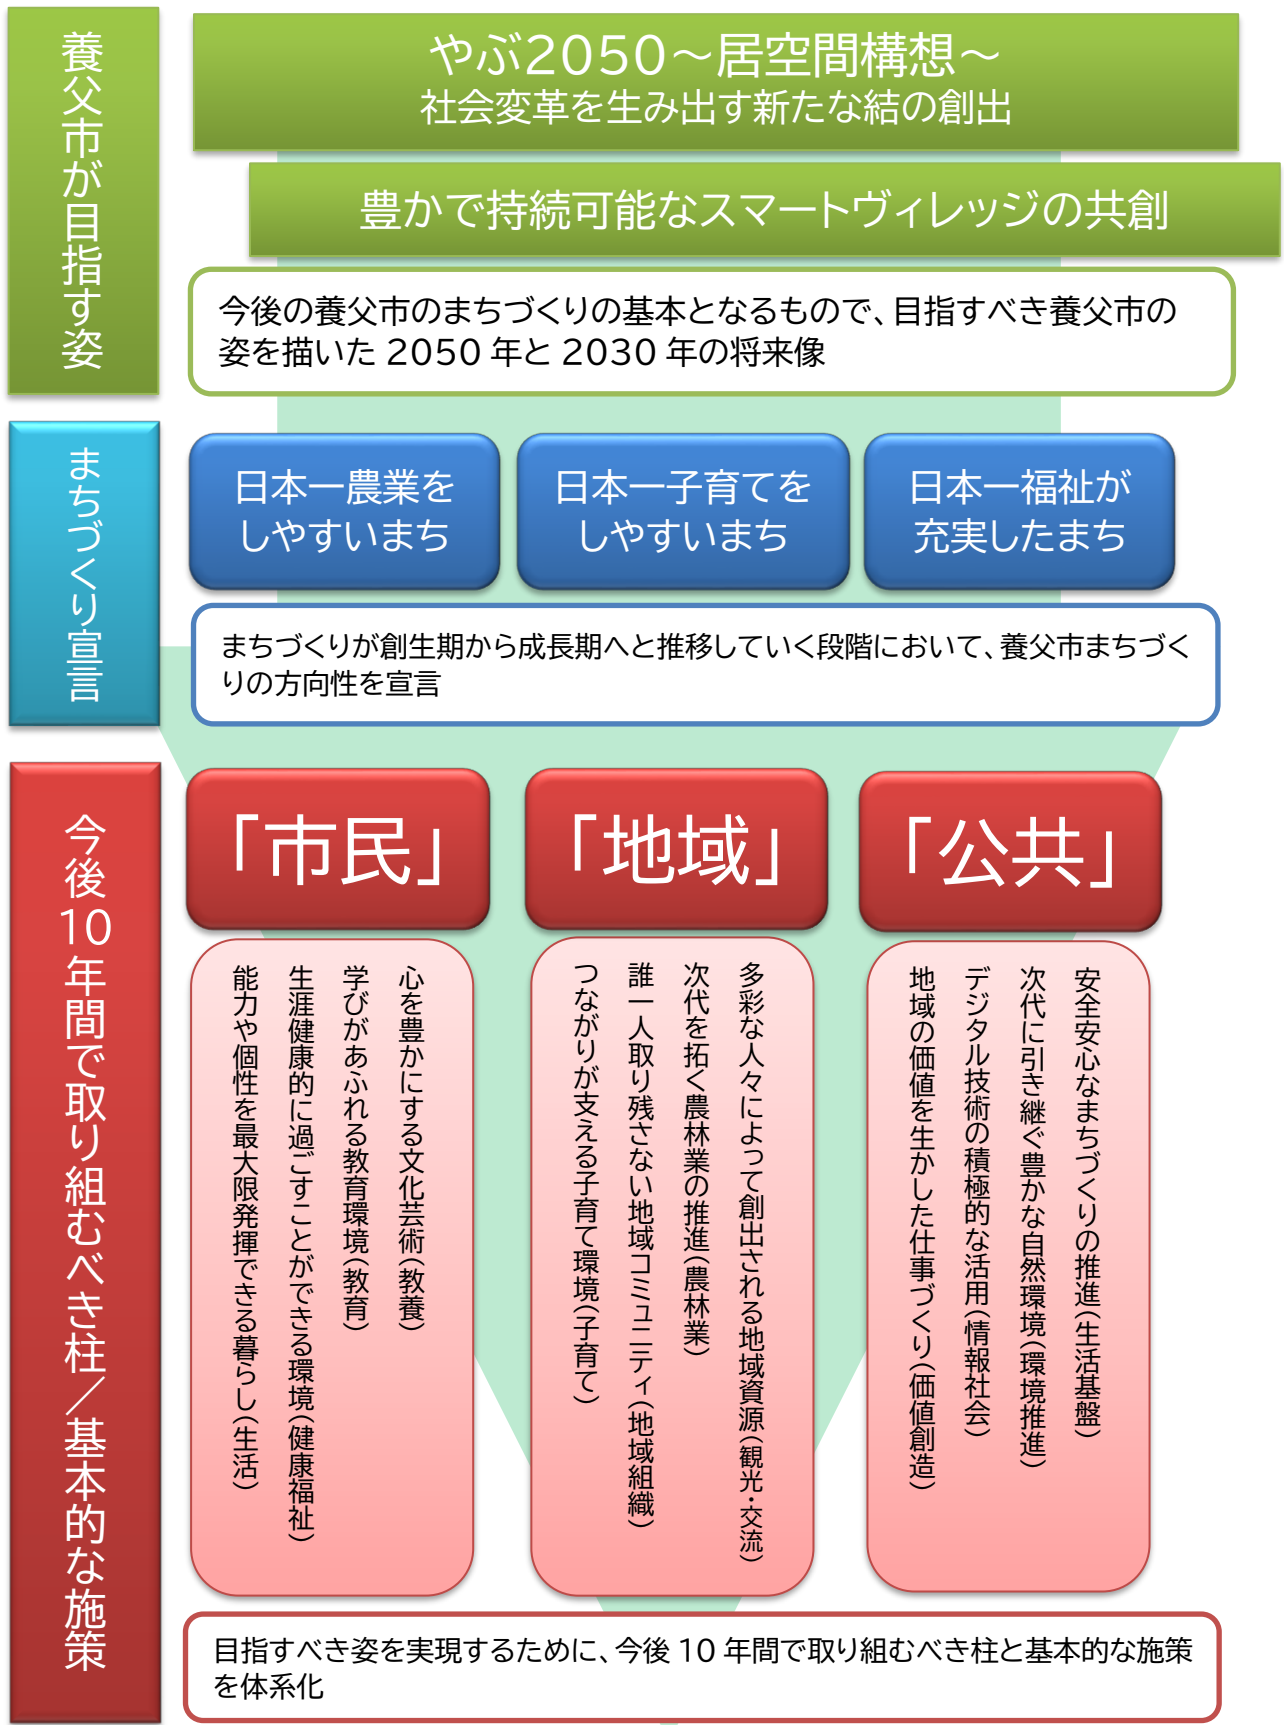 養父市が目指す姿
やぶ2050～居空間構想～
社会変革を生み出す新たな結の創出
豊かで持続可能なスマートヴィレッジの共創
今後の養父市のまちづくりの基本となるもので、目指すべき養父市の
姿を描いた 2050 年と 2030 年の将来像
まちづくり宣言
日本一農業を
しやすいまち
日本一子育てを
しやすいまち
日本一福祉が
充実したまち
まちづくりが創生期から成長期へと推移していく段階において、養父市まちづく
りの方向性を宣言
今後10年間で取り組むべき柱／基本的な施策
「市民」
心を豊かにする文化芸術（教養）
学びがあふれる教育環境（教育）
生涯健康的に過ごすことができる環境（健康福祉）
能力や個性を最大限発揮できる暮らし（生活）
「地域」
多彩な人々によって創出される地域資源（観光・交流）
次代を拓く農林業の推進（農林業）
誰一人取り残さない地域コミュニティ（地域組織）
つながりが支える子育て環境（子育て）
「公共」
安全安心なまちづくりの推進（生活基盤）
次代に引き継ぐ豊かな自然環境（環境推進）
デジタル技術の積極的な活用（情報社会）
地域の価値を生かした仕事づくり（価値創造）
目指すべき姿を実現するために、今後 10 年間で取り組むべき柱と基本的な施策
を体系化